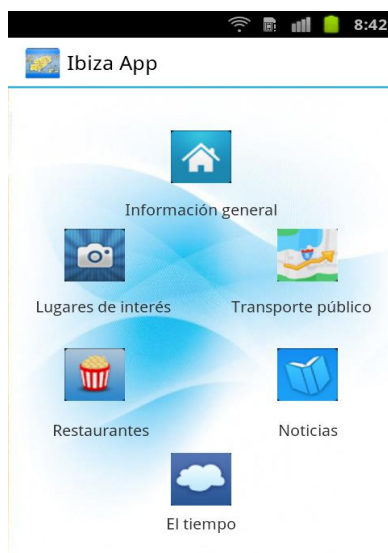 8:42
Ibiza App
Información general
Lugares de interés
Transporte público
Restaurantes
Noticias
El tiempo